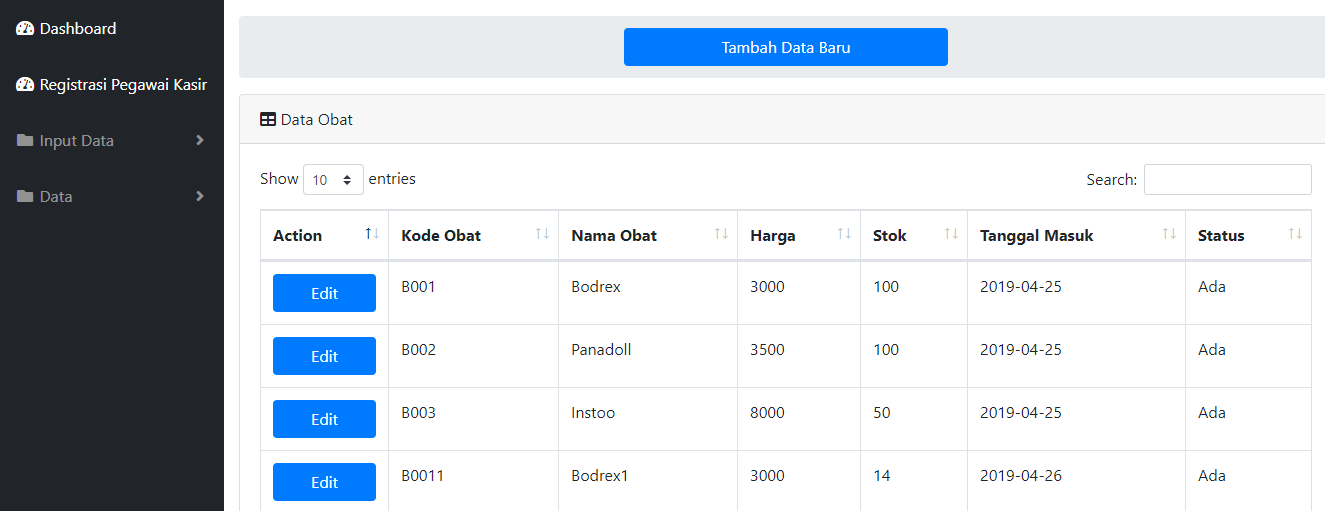 Dashboard
Registrasi Pegawai Kasir
Input Data
Data
Tambah Data Baru
Data Obat
Show 10 entries
Search:
Action Kode Obat Nama Obat Harga Stok Tanggal Masuk Status
Edit B001 Bodrex 3000 100 2019-04-25 Ada
Edit B002 Panadoll 3500 100 2019-04-25 Ada
Edit B003 Instoo 8000 50 2019-04-25 Ada
Edit B0011 Bodrex1 3000 14 2019-04-26 Ada